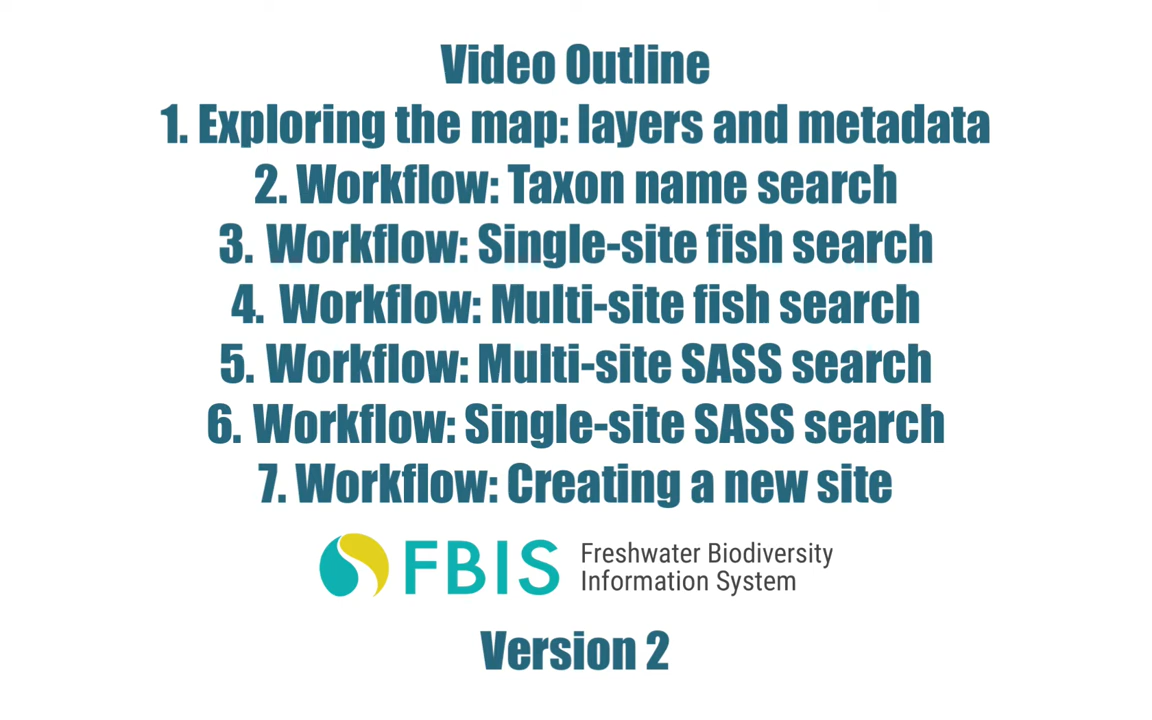 Video Outline
1. Exploring the map: layers and metadata
2. Workflow: Taxon name search
3. Workflow: Single-site fish search
4. Workflow: Multi-site fish search
5. Workflow: Multi-site SASS search
6. Workflow: Single-site SASS search
7. Workflow: Creating a new site
FBIS
Freshwater Biodiversity
Information System
Version 2